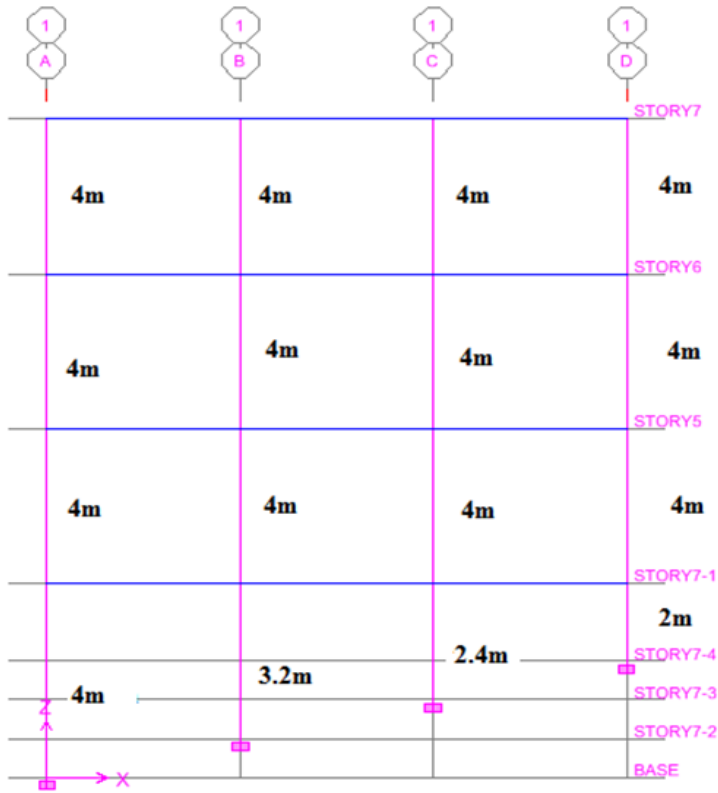 1 1 1 1
A B C D
STORY7
4m 4m 4m 4m
STORY6
4m 4m 4m 4m
STORY5
4m 4m 4m 4m
STORY7-1
2m
2.4m STORY7-4
3.2m
4m STORY7-3
Z
STORY7-2
X BASE